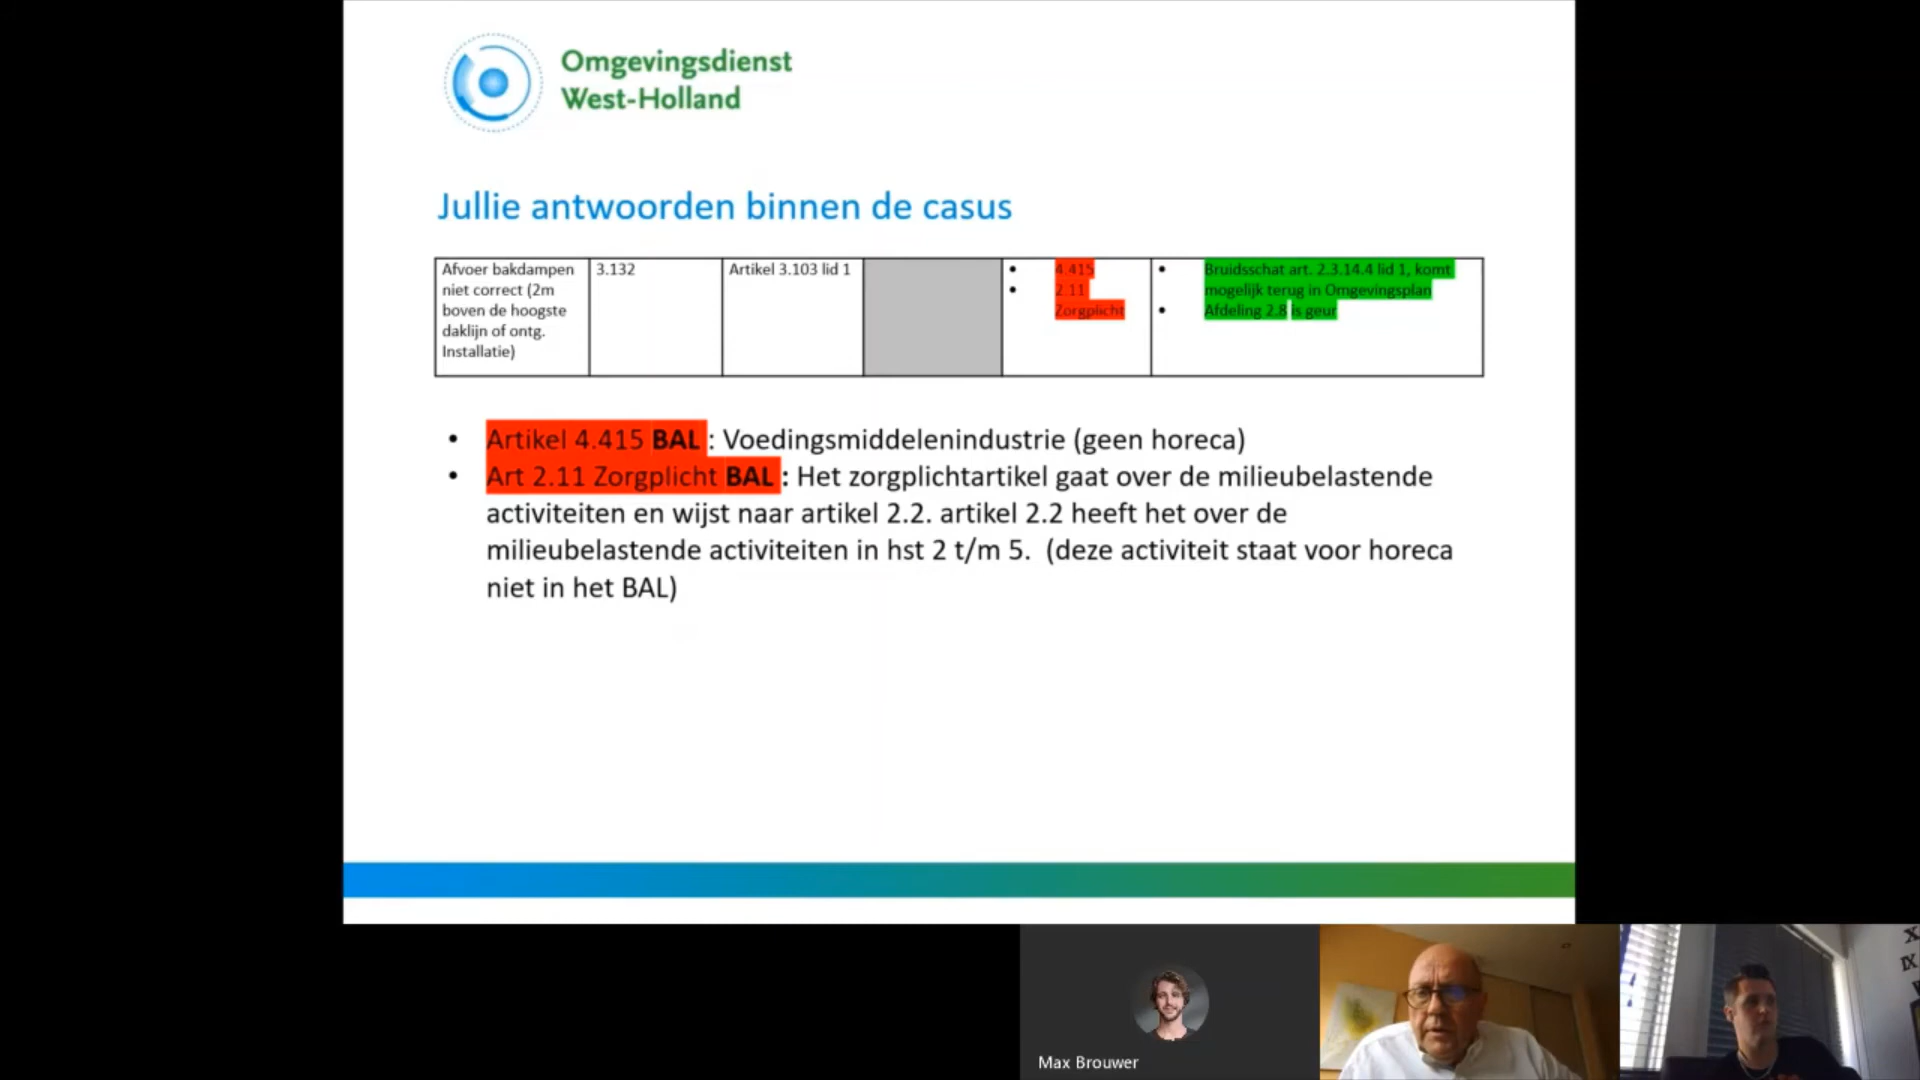 Omgevingsdienst
West-Holland
Jullie antwoorden binnen de casus
Afvoer bakdampen
niet correct (2m
boven de hoogste
daklijn of ontg.
Installatie)
3.132
Artikel 3.103 lid 1
• 4.415
• 2.11
Zorgplicht
• Bruidsschat art. 2.3.14.4 lid 1, komt
mogelijk terug in Omgevingsplan
• Afdeling 2.8 is geur
• Artikel 4.415 BAL : Voedingsmiddelenindustrie (geen horeca)
• Art 2.11 Zorgplicht BAL : Het zorgplichtartikel gaat over de milieubelastende
activiteiten en wijst naar artikel 2.2. artikel 2.2 heeft het over de
milieubelastende activiteiten in hst 2 t/m 5. (deze activiteit staat voor horeca
niet in het BAL)
Max Brouwer
X
IX